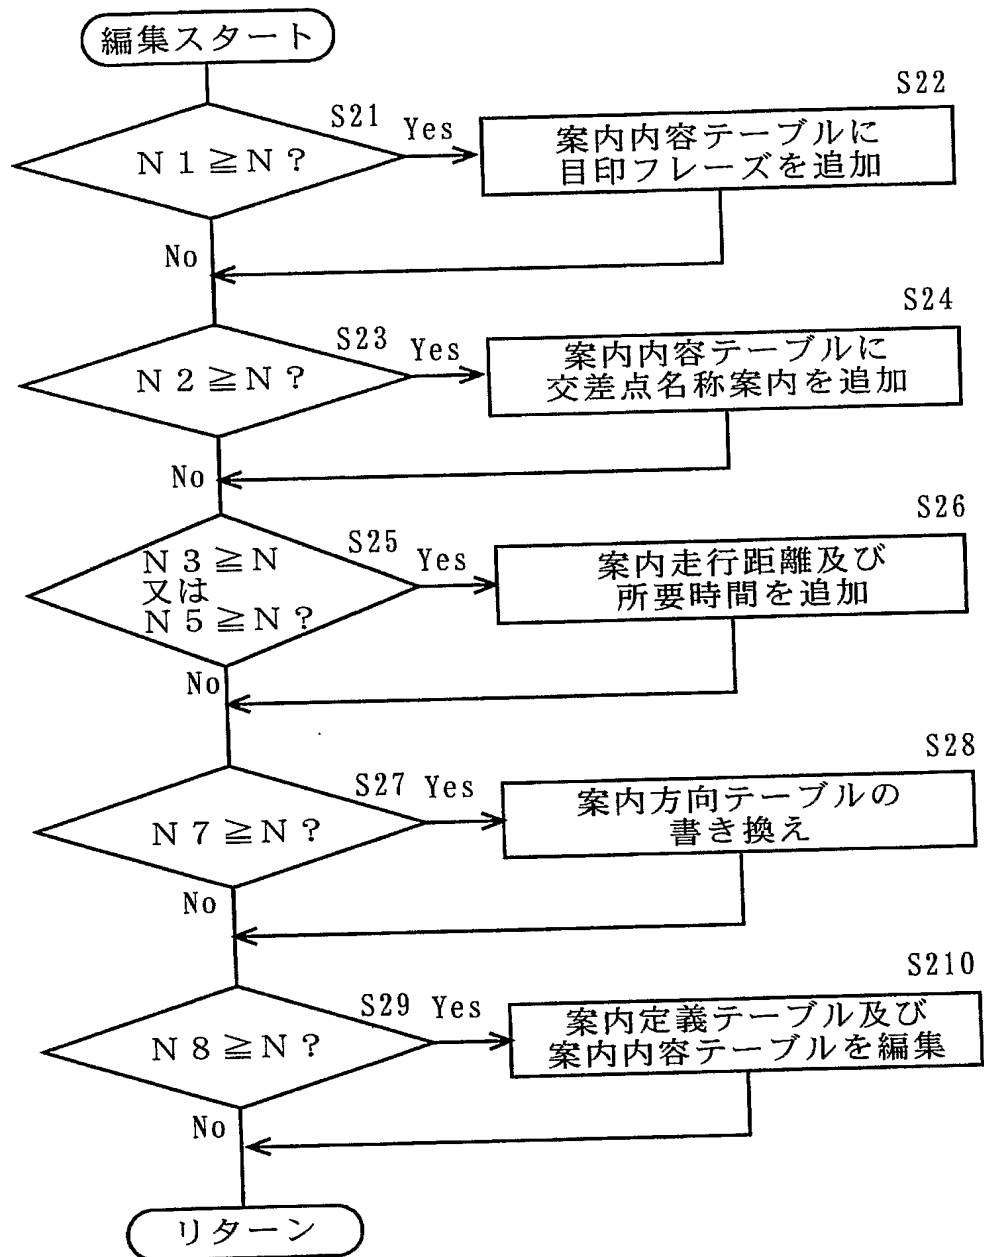 編集スタート
S21
N1≧N?
Yes
S22
案内内容テーブルに
目印フレーズを追加
No
S23
N2≧N?
Yes
S24
案内内容テーブルに
交差点名称案内を追加
No
S25
N3≧N
又は
N5≧N?
Yes
S26
案内走行距離及び
所要時間を追加
No
S27
N7≧N?
Yes
S28
案内方向テーブルの
書き換え
No
S29
N8≧N?
Yes
S210
案内定義テーブル及び
案内内容テーブルを編集
No
リターン